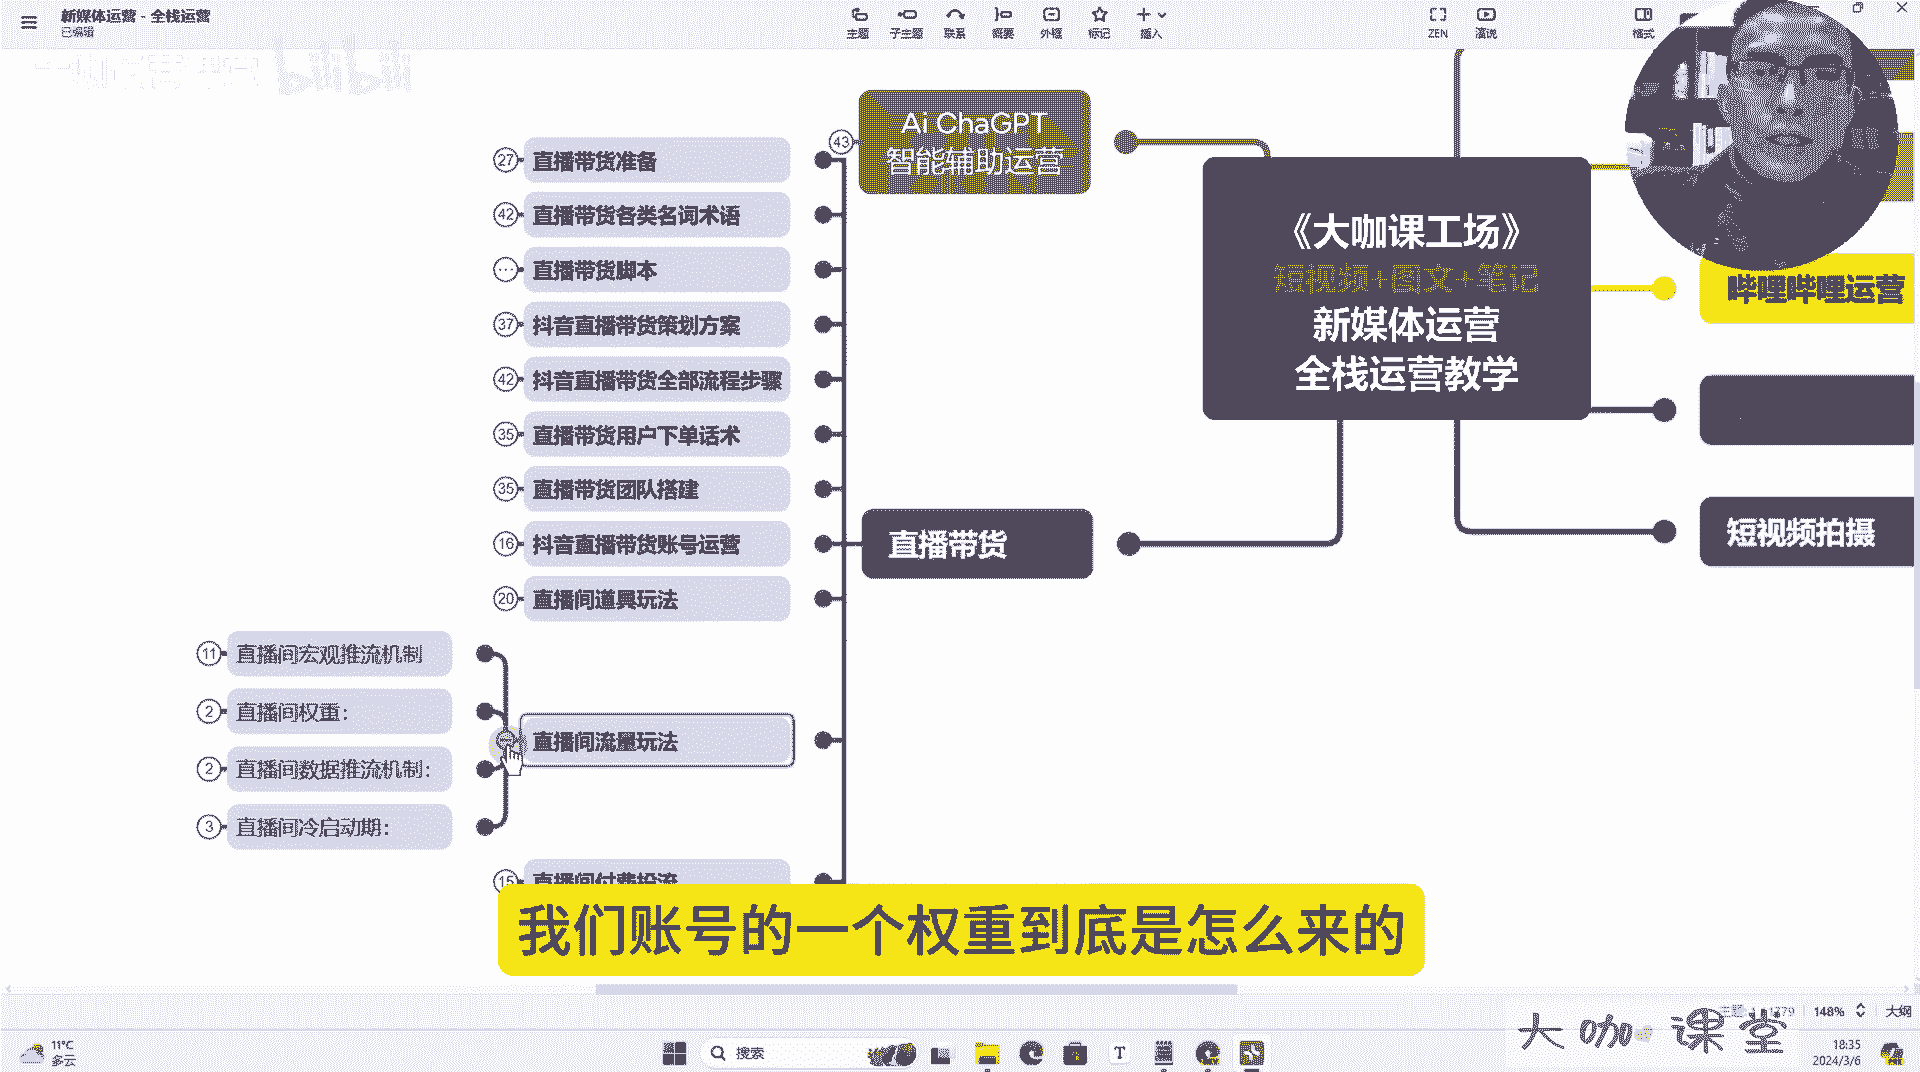 新媒体运营 - 全栈运营
已编辑
主题
子主题
联系
概要
外框
标记
插入
ZEN
演说
格式
bilibili
43
Ai ChaGPT
智能辅助运营
27
直播带货准备
42
直播带货各类名词术语
直播带货脚本
37
抖音直播带货策划方案
42
抖音直播带货全部流程步骤
35
直播带货用户下单话术
35
直播带货团队搭建
16
抖音直播带货账号运营
20
直播间道具玩法
直播间流量玩法
15
直播间付费投流
11
直播间宏观推流机制
2
直播间权重：
2
直播间数据推流机制：
3
直播间冷启动期：
直播带货
《大咖课工场》
短视频+图文+笔记
新媒体运营
全栈运营教学
哔哩哔哩运营
短视频拍摄
我们账号的一个权重到底是怎么来的
148%
大纲
大咖课堂
11°C
多云
搜索
18:35
2024/3/6